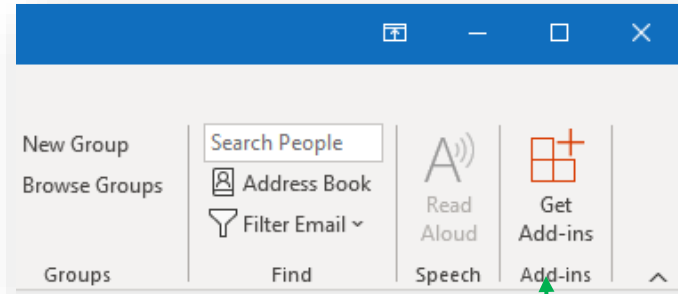 New Group
Browse Groups
Groups
Search People
Address Book
Filter Email
Find
Read
Aloud
Speech
Get
Add-ins
Add-ins